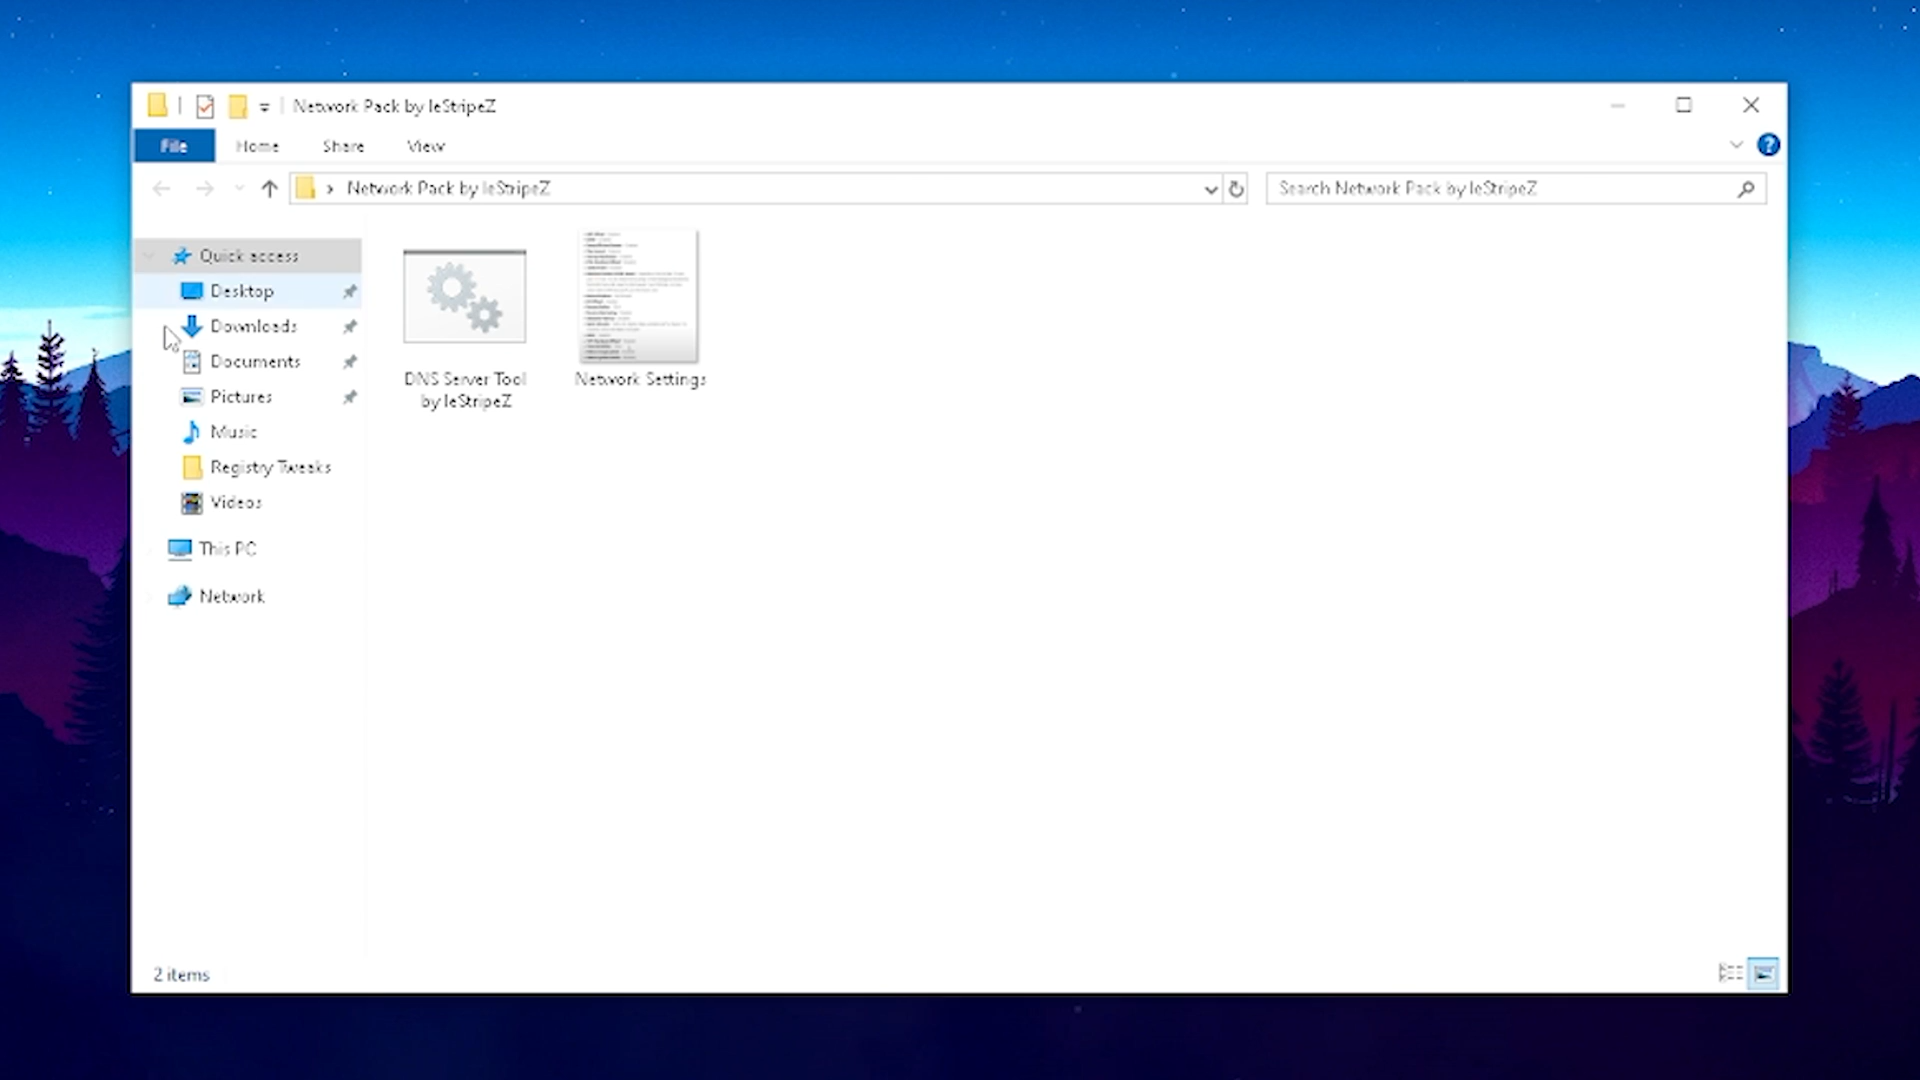 Network Pack by leStripeZ
File
Home
Share
View
?
Network Pack by leStripeZ
Search Network Pack by leStripeZ
Quick access
Desktop
Downloads
Documents
Pictures
Music
Registry Tweaks
Videos
This PC
Network
DNS Server Tool
by leStripeZ
Network Settings
2 items